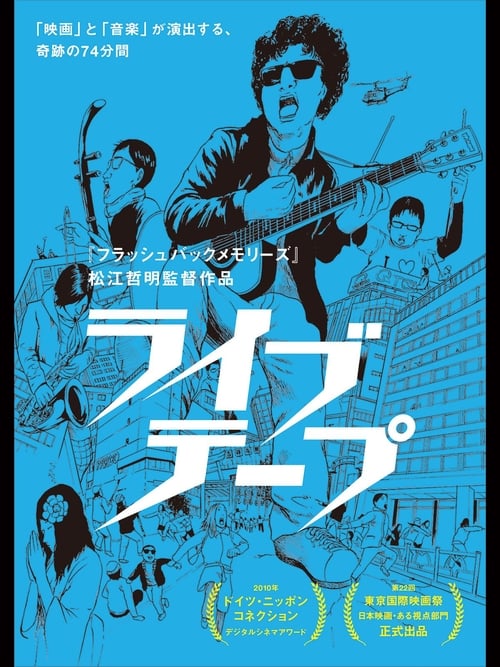 「映画」と「音楽」が演出する、
奇跡の74分間
I♡
『フラッシュバックメモリーズ』
松江哲明監督作品
ライブ
テープ
2010年
ドイツ・ニッポン
コネクション
デジタルシネマアワード
第22回
東京国際映画祭
日本映画・ある視点部門
正式出品